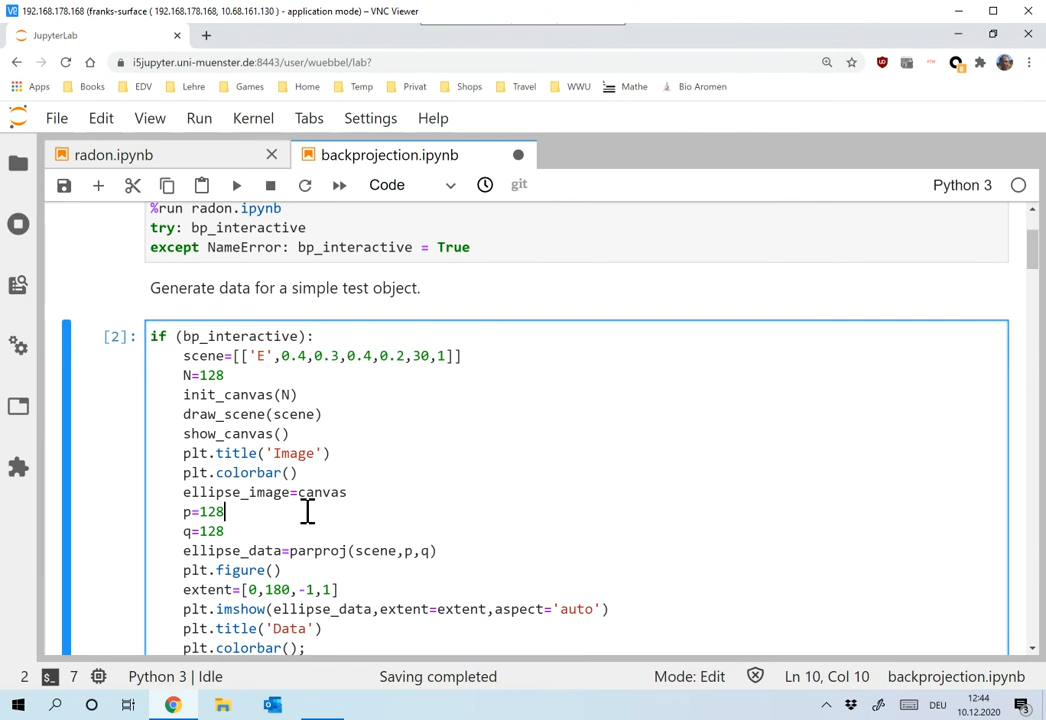 192.168.178.168 (franks-surface ( 192.168.178.168, 10.68.161.130 ) - application mode) – VNC Viewer
JupyterLab
i5jupyter.uni-muenster.de:8443/user/wuebbel/lab?
Apps Books EDV Lehre Games Home Temp Privat Shops Travel WWU Mathe Bio Aromen
File Edit View Run Kernel Tabs Settings Help
radon.ipynb backprojection.ipynb
Code git Python 3
%run radon.ipynb
try: bp_interactive
except NameError: bp_interactive = True
Generate data for a simple test object.
[2]: if (bp_interactive):
scene=[['E',0.4,0.3,0.4,0.2,30,1]]
N=128
init_canvas(N)
draw_scene(scene)
show_canvas()
plt.title('Image')
plt.colorbar()
ellipse_image=canvas
p=128
q=128
ellipse_data=parproj(scene,p,q)
plt.figure()
extent=[0,180,-1,1]
plt.imshow(ellipse_data,extent=extent,aspect='auto')
plt.title('Data')
plt.colorbar();
2 7 Python 3 | Idle Saving completed Mode: Edit Ln 10, Col 10 backprojection.ipynb
DEU 12:44
10.12.2020 3